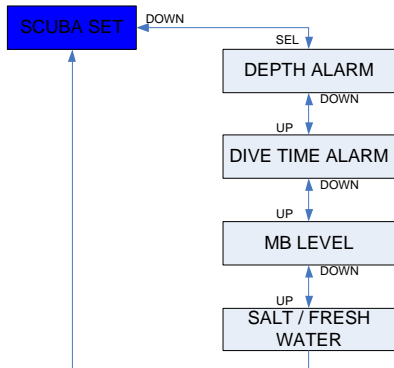 SCUBA SET
DOWN
SEL
DEPTH ALARM
DOWN
UP
DIVE TIME ALARM
DOWN
UP
MB LEVEL
DOWN
UP
SALT / FRESH
WATER